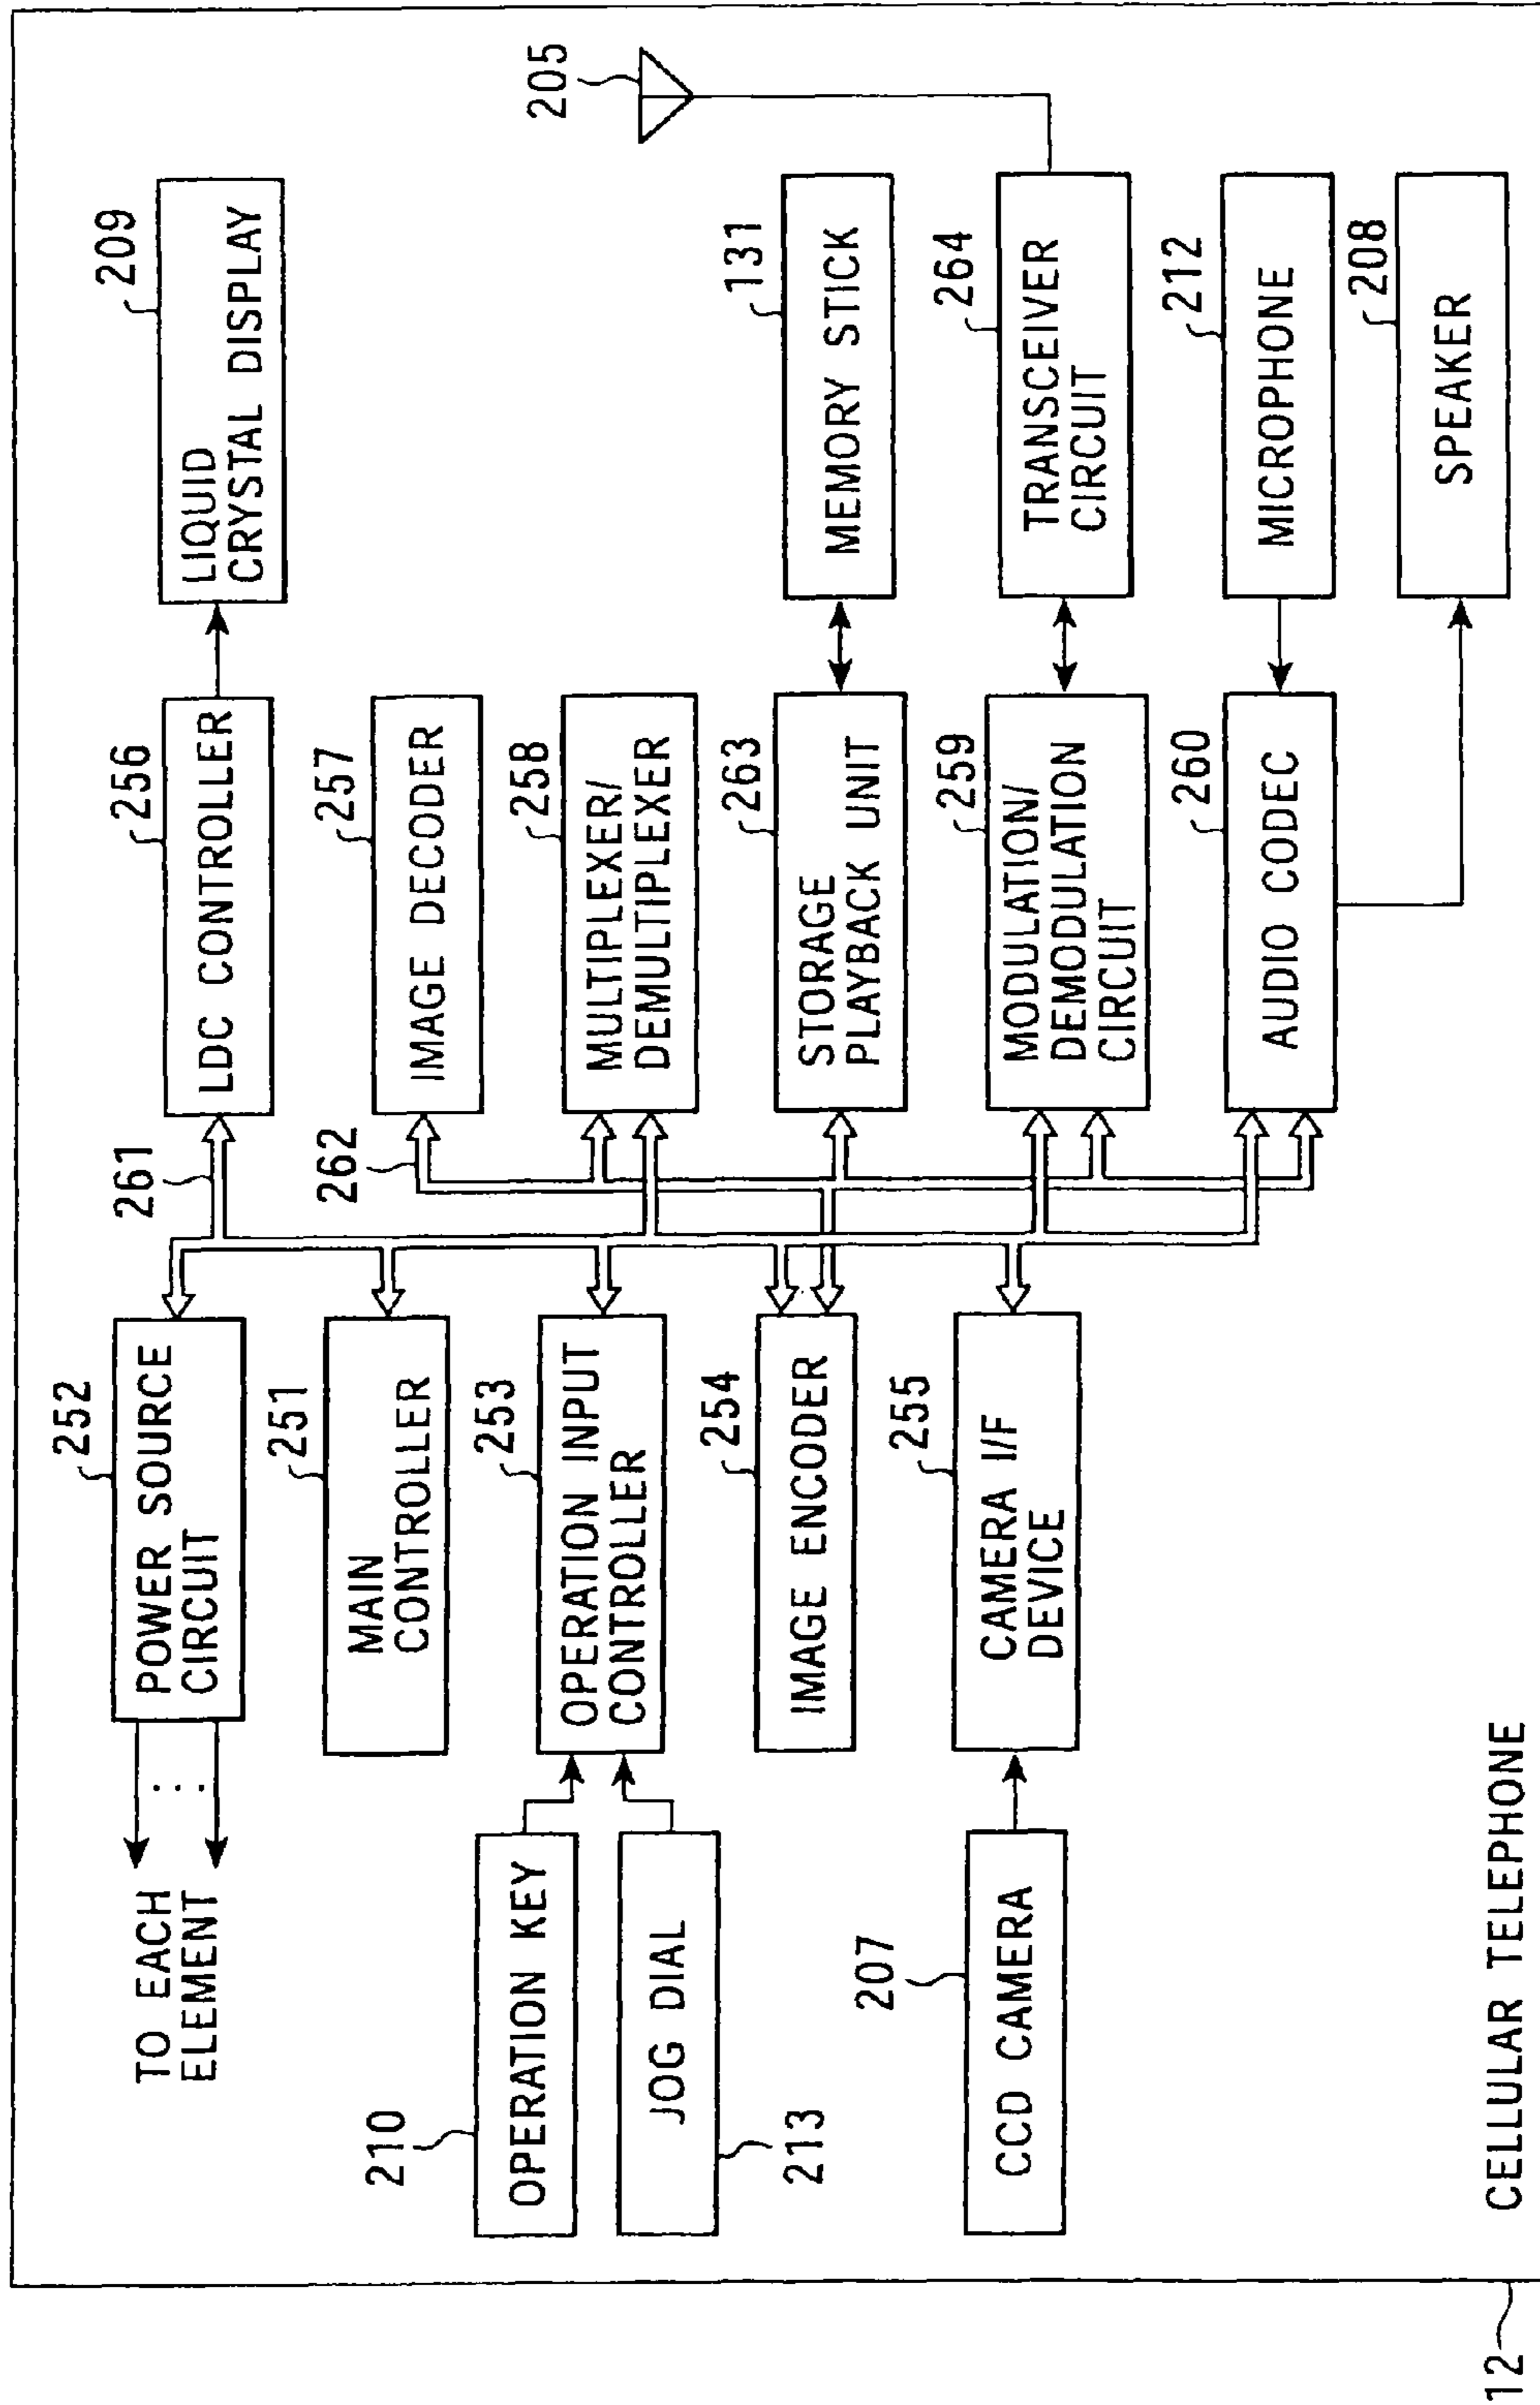 12
CELLULAR TELEPHONE
TO EACH
ELEMENT
252
POWER SOURCE
CIRCUIT
261
256
LDC CONTROLLER
209
LIQUID
CRYSTAL DISPLAY
251
MAIN
CONTROLLER
262
257
IMAGE DECODER
205
210
OPERATION KEY
213
JOG DIAL
253
OPERATION INPUT
CONTROLLER
258
MULTIPLEXER/
DEMULTIPLEXER
254
IMAGE ENCODER
263
STORAGE
PLAYBACK UNIT
131
MEMORY STICK
207
CCD CAMERA
255
CAMERA I/F
DEVICE
259
MODULATION/
DEMODULATION
CIRCUIT
264
TRANSCEIVER
CIRCUIT
260
AUDIO CODEC
212
MICROPHONE
208
SPEAKER